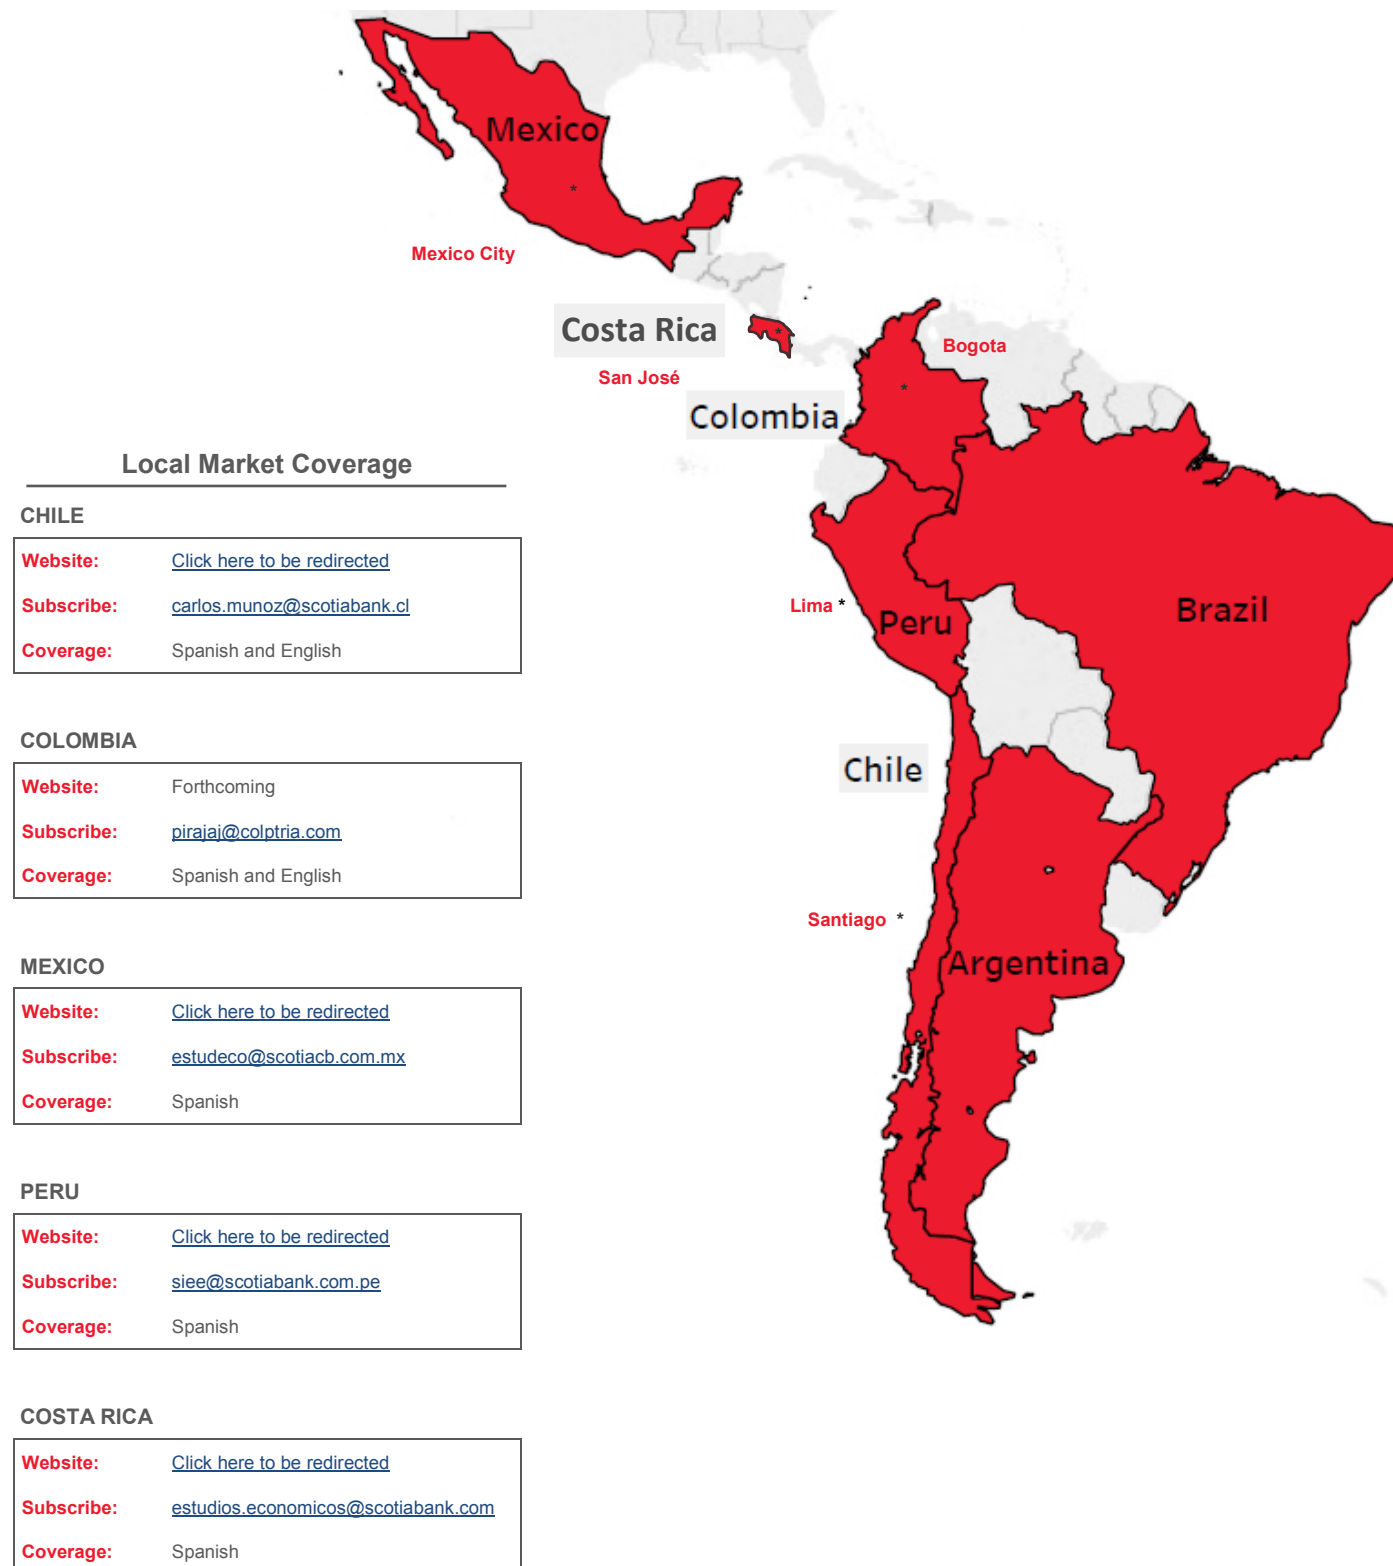 Mexico
*
Mexico City
Costa Rica
*
San José
Bogota
*
Colombia
Lima *
Peru
Brazil
Chile
Santiago *
Argentina
Local Market Coverage
CHILE
Website: Click here to be redirected
Subscribe: carlos.munoz@scotiabank.cl
Coverage: Spanish and English
COLOMBIA
Website: Forthcoming
Subscribe: pirajaj@colptria.com
Coverage: Spanish and English
MEXICO
Website: Click here to be redirected
Subscribe: estudeco@scotiacb.com.mx
Coverage: Spanish
PERU
Website: Click here to be redirected
Subscribe: siee@scotiabank.com.pe
Coverage: Spanish
COSTA RICA
Website: Click here to be redirected
Subscribe: estudios.economicos@scotiabank.com
Coverage: Spanish